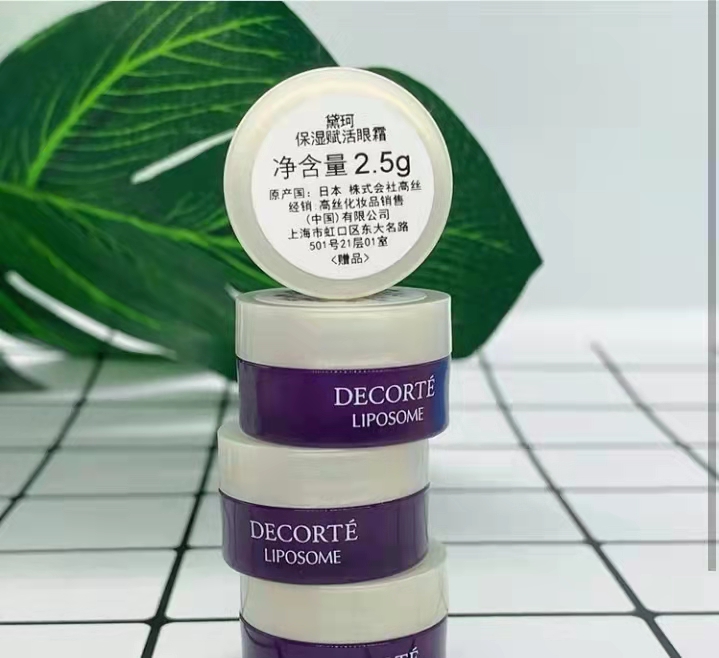 黛珂
保湿赋活眼霜
净含量 2.5g
原产国：日本 株式会社高丝
经销:高丝化妆品销售
(中国)有限公司
上海市虹口区东大名路
501号21层01室
<赠品>
DECORTÉ
LIPOSOME
DECORTÉ
LIPOSOME